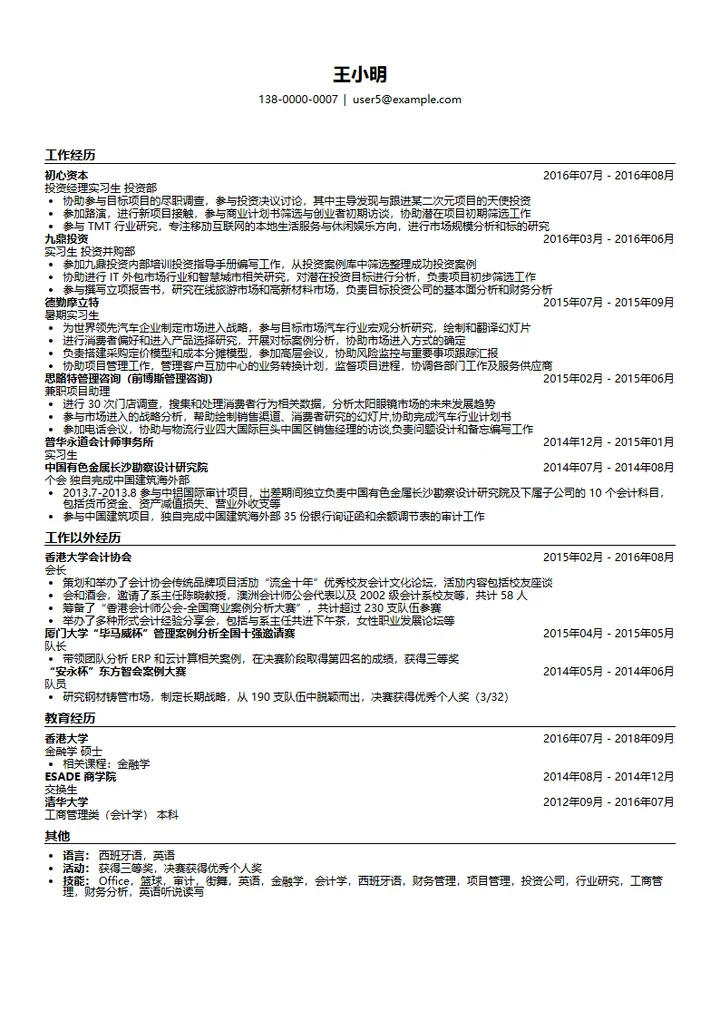 王小明
138-0000-0007 | user5@example.com
工作经历
初心资本 2016年07月 - 2016年08月
投资经理实习生 投资部
• 协助参与目标项目的尽职调查，参与投资决议讨论，其中主导发现与跟进某二次元项目的天使投资
• 参加路演，进行新项目接触，参与商业计划书筛选与创业者初期访谈，协助潜在项目初期筛选工作
• 参与 TMT 行业研究，专注移动互联网的本地生活服务与休闲娱乐方向，进行市场规模分析和标的研究
九鼎投资 2016年03月 - 2016年06月
实习生 投资并购部
• 参加九鼎投资内部培训投资指导手册编写工作，从投资案例库中筛选整理成功投资案例
• 协助进行 IT 外包市场行业和智慧城市相关研究，对潜在投资目标进行分析，负责项目初步筛选工作
• 参与撰写立项报告书，研究在线旅游市场和高新材料市场，负责目标投资公司的基本面分析和财务分析
德勤摩立特 2015年07月 - 2015年09月
暑期实习生
• 为世界领先汽车企业制定市场进入战略，参与目标市场汽车行业宏观分析研究，绘制和翻译幻灯片
• 进行消费者偏好和进入产品选择研究，开展对标案例分析，协助市场进入方式的确定
• 负责搭建采购定价模型和成本分摊模型，参加高层会议，协助风险监控与重要事项跟踪汇报
• 协助项目管理工作，管理客户互动中心的业务转换计划，监督项目进程，协调各部门工作及服务供应商
思略特管理咨询（前博斯管理咨询） 2015年02月 - 2015年06月
兼职项目助理
• 进行 30 次门店调查，搜集和处理消费者行为相关数据，分析太阳眼镜市场的未来发展趋势
• 参与市场进入的战略分析，帮助绘制销售渠道、消费者研究的幻灯片,协助完成汽车行业计划书
• 参加电话会议，协助与物流行业四大国际巨头中国区销售经理的访谈,负责问题设计和备忘编写工作
普华永道会计师事务所 2014年12月 - 2015年01月
实习生
中国有色金属长沙勘察设计研究院 2014年07月 - 2014年08月
个会 独自完成中国建筑海外部
• 2013.7-2013.8 参与中铝国际审计项目，出差期间独立负责中国有色金属长沙勘察设计研究院及下属子公司的 10 个会计科目，
包括货币资金、资产减值损失、营业外收支等
• 参与中国建筑项目，独自完成中国建筑海外部 35 份银行询证函和余额调节表的审计工作
工作以外经历
香港大学会计协会 2015年02月 - 2016年08月
会长
• 策划和举办了会计协会传统品牌项目活动“流金十年”优秀校友会计文化论坛，活动内容包括校友座谈
• 会和酒会，邀请了系主任陈晓教授，澳洲会计师公会代表以及 2002 级会计系校友等，共计 58 人
• 筹备了“香港会计师公会-全国商业案例分析大赛”，共计超过 230 支队伍参赛
• 举办了多种形式会计经验分享会，包括与系主任共进下午茶，女性职业发展论坛等
厦门大学“毕马威杯”管理案例分析全国十强邀请赛 2015年04月 - 2015年05月
队长
• 带领团队分析 ERP 和云计算相关案例，在决赛阶段取得第四名的成绩，获得三等奖
“安永杯”东方智会案例大赛 2014年05月 - 2014年06月
队员
• 研究钢材铸管市场，制定长期战略，从 190 支队伍中脱颖而出，决赛获得优秀个人奖（3/32）
教育经历
香港大学 2016年07月 - 2018年09月
金融学 硕士
• 相关课程：金融学
ESADE 商学院 2014年08月 - 2014年12月
交换生
清华大学 2012年09月 - 2016年07月
工商管理类（会计学） 本科
其他
• 语言： 西班牙语，英语
• 活动： 获得三等奖，决赛获得优秀个人奖
• 技能： Office，篮球，审计，街舞，英语，金融学，会计学，西班牙语，财务管理，项目管理，投资公司，行业研究，工商管
理，财务分析，英语听说读写